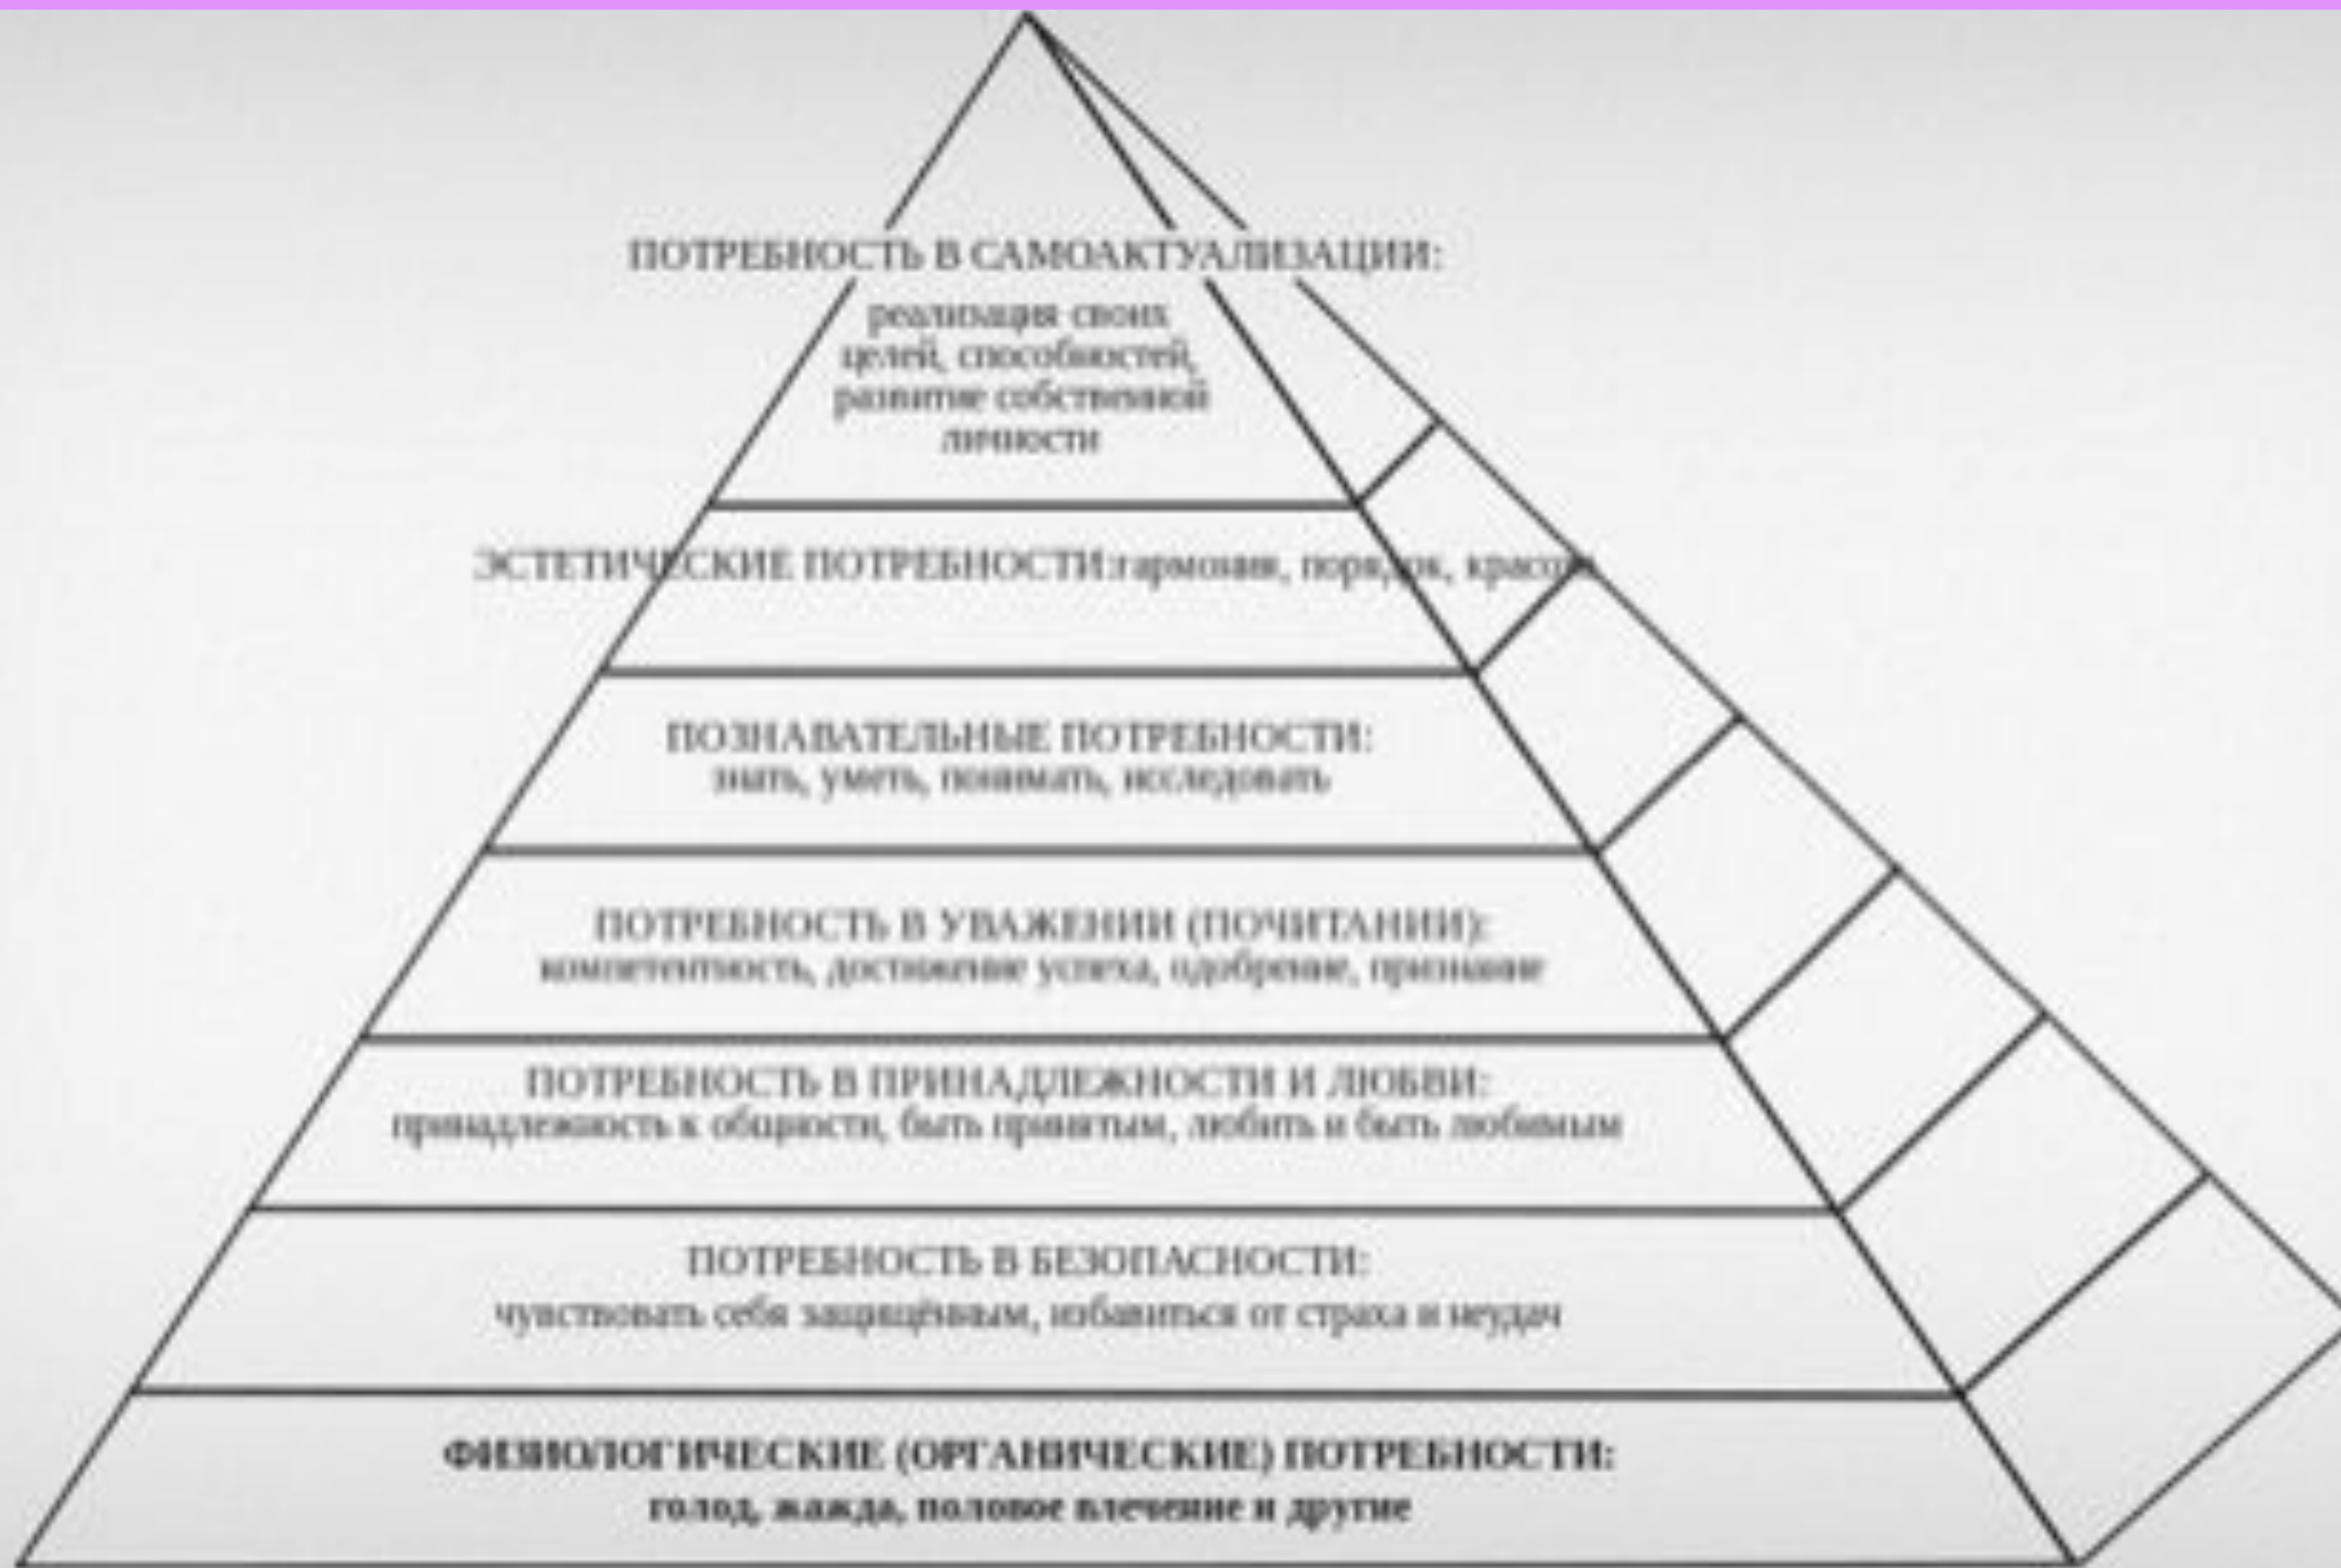 ПОТРЕБНОСТЬ В САМОАКТУАЛИЗАЦИИ:
реализация своих
целей, способностей,
развитие собственной
личности
ЭСТЕТИЧЕСКИЕ ПОТРЕБНОСТИ:гармония, порядок, красота
ПОЗНАВАТЕЛЬНЫЕ ПОТРЕБНОСТИ:
знать, уметь, понимать, исследовать
ПОТРЕБНОСТЬ В УВАЖЕНИИ (ПОЧИТАНИИ):
компетентность, достижение успеха, одобрение, признание
ПОТРЕБНОСТЬ В ПРИНАДЛЕЖНОСТИ И ЛЮБВИ:
принадлежность к общности, быть принятым, любить и быть любимым
ПОТРЕБНОСТЬ В БЕЗОПАСНОСТИ:
чувствовать себя защищённым, избавиться от страха и неудач
ФИЗИОЛОГИЧЕСКИЕ (ОРГАНИЧЕСКИЕ) ПОТРЕБНОСТИ:
голод, жажда, половое влечение и другие